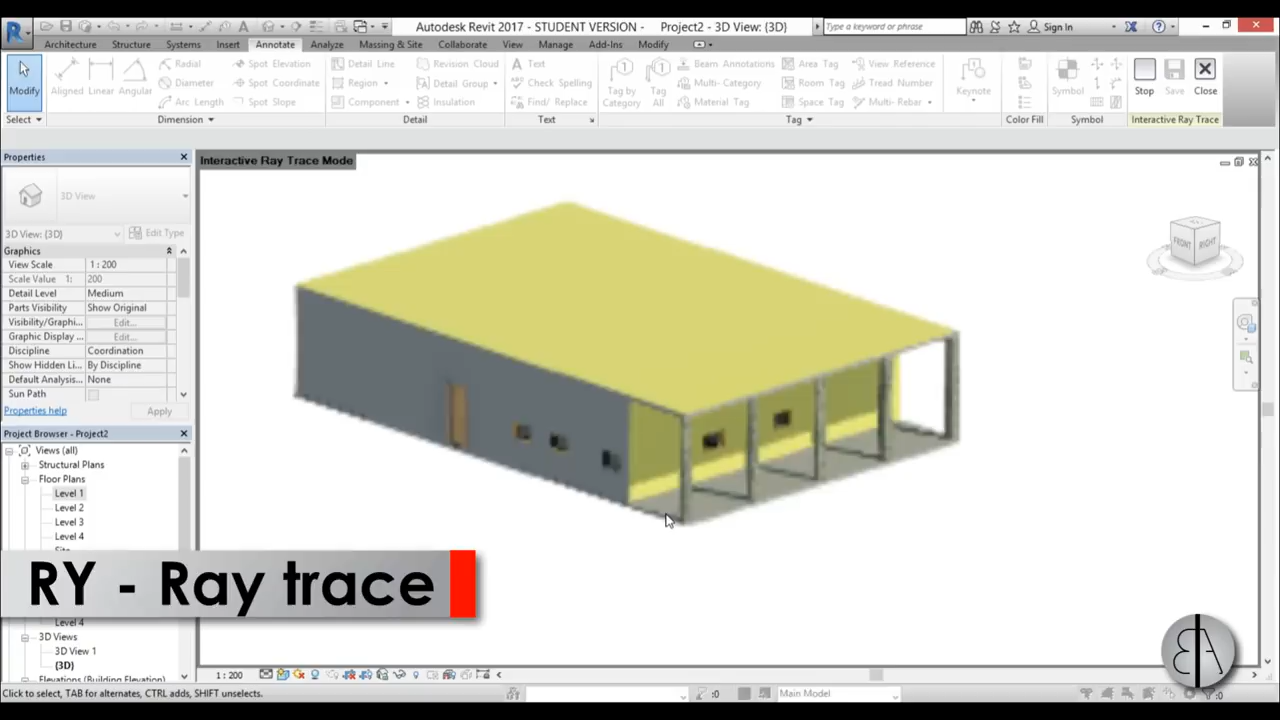 Autodesk Revit 2017 - STUDENT VERSION - Project2 - 3D View: {3D}
Type a keyword or phrase
Sign In
Architecture Structure Systems Insert Annotate Analyze Massing & Site Collaborate View Manage Add-Ins Modify
Radial Spot Elevation Detail Line Revision Cloud Text Beam Annotations Area Tag View Reference
Diameter Spot Coordinate Region Detail Group Check Spelling Multi- Category Room Tag Tread Number
Modify Aligned Linear Angular Tag by Category Tag All Keynote Symbol Stop Save Close
Arc Length Spot Slope Component Insulation Find/ Replace Material Tag Space Tag Multi- Rebar
Select Dimension Detail Text Tag Color Fill Symbol Interactive Ray Trace
Properties
Interactive Ray Trace Mode
3D View
3D View: {3D} Edit Type
Graphics
View Scale 1 : 200
Scale Value 1: 200
Detail Level Medium
Parts Visibility Show Original
Visibility/Graphi... Edit...
Graphic Display ... Edit...
Discipline Coordination
Show Hidden Li... By Discipline
Default Analysis... None
Sun Path
Properties help Apply
FRONT RIGHT
Project Browser - Project2
Views (all)
Structural Plans
Floor Plans
Level 1
Level 2
Level 3
Level 4
Site
RY - Ray trace
Level 4
3D Views
3D View 1
{3D}
Elevations (Building Elevation)
1 : 200
Click to select, TAB for alternates, CTRL adds, SHIFT unselects.
:0
Main Model
:0